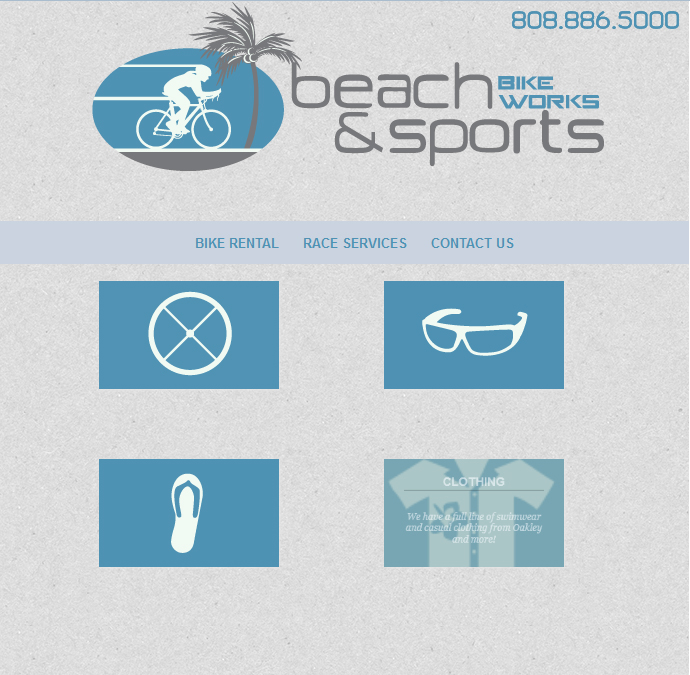 808.886.5000
beach BIKE WORKS
& sports
BIKE RENTAL RACE SERVICES CONTACT US
CLOTHING
We have a full line of swimwear
and casual clothing from Oakley
and more!